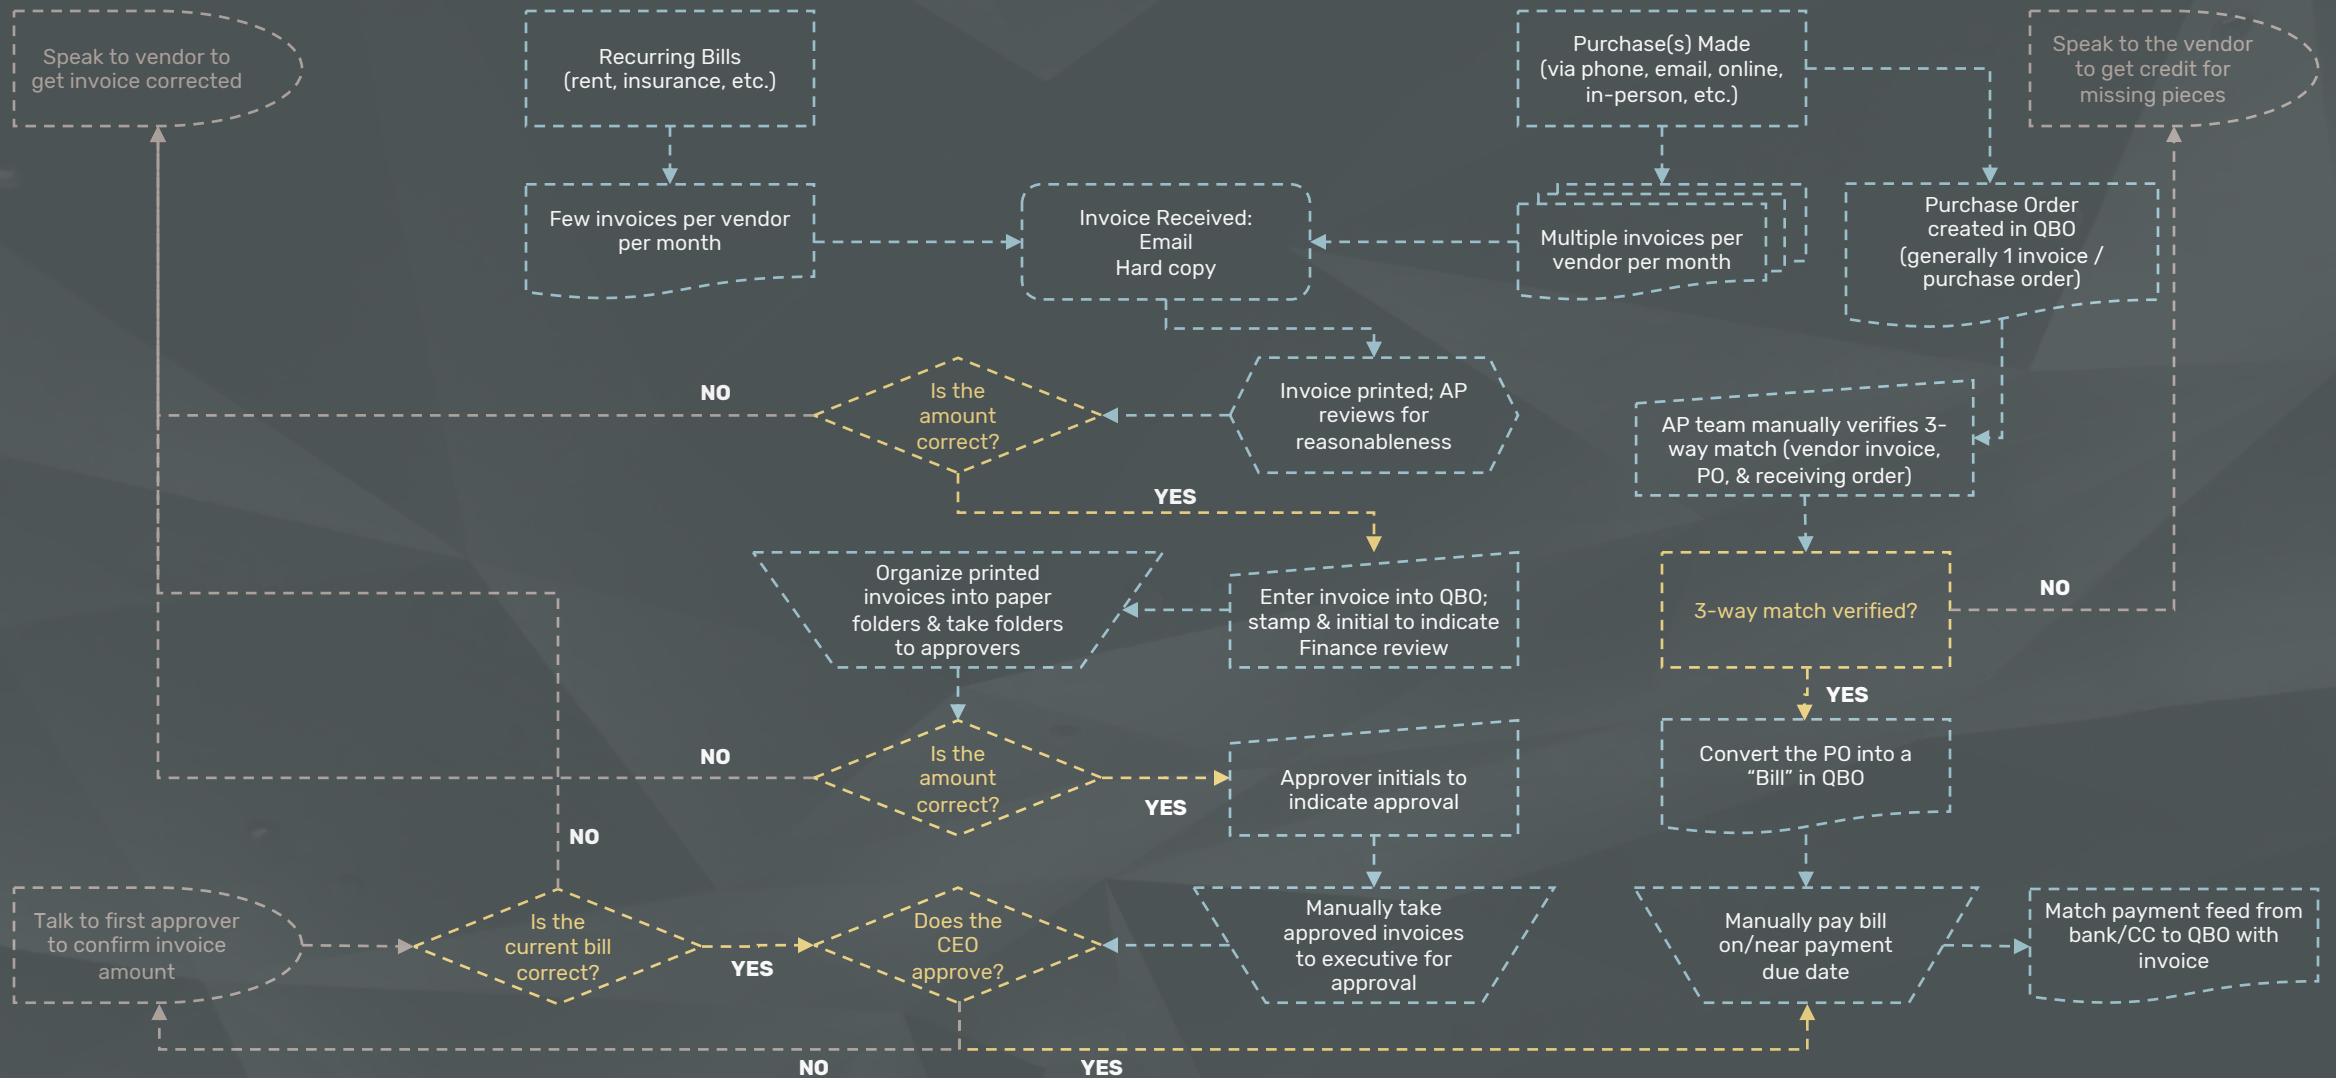 Speak to vendor to
get invoice corrected
Recurring Bills
(rent, insurance, etc.)
Purchase(s) Made
(via phone, email, online,
in-person, etc.)
Speak to the vendor
to get credit for
missing pieces
Few invoices per vendor
per month
Invoice Received:
Email
Hard copy
Multiple invoices per
vendor per month
Purchase Order
created in QBO
(generally 1 invoice /
purchase order)
NO
Is the
amount
correct?
Invoice printed; AP
reviews for
reasonableness
AP team manually verifies 3-
way match (vendor invoice,
PO, & receiving order)
YES
Organize printed
invoices into paper
folders & take folders
to approvers
Enter invoice into QBO;
stamp & initial to indicate
Finance review
3-way match verified?
NO
YES
NO
Is the
amount
correct?
YES
Approver initials to
indicate approval
Convert the PO into a
“Bill” in QBO
NO
Talk to first approver
to confirm invoice
amount
Is the
current bill
correct?
YES
Does the
CEO
approve?
Manually take
approved invoices
to executive for
approval
Manually pay bill
on/near payment
due date
Match payment feed from
bank/CC to QBO with
invoice
NO
YES